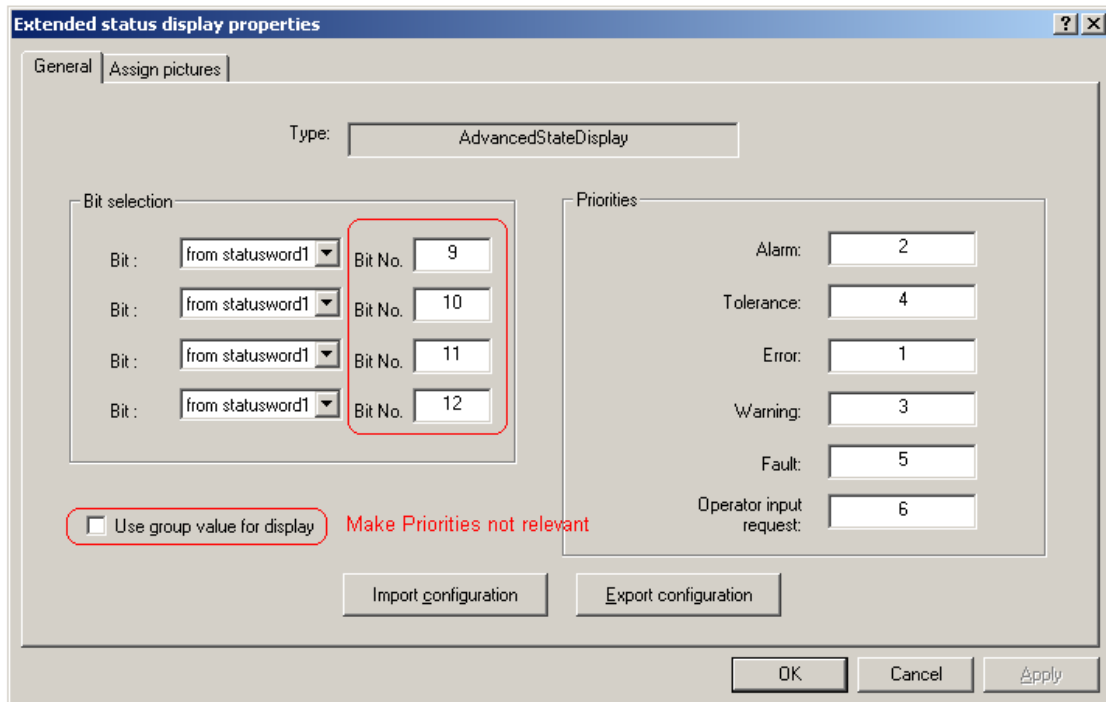 Extended status display properties
General Assign pictures
Type: AdvancedStateDisplay
Bit selection
Bit : from statusword1 Bit No. 9
Bit : from statusword1 Bit No. 10
Bit : from statusword1 Bit No. 11
Bit : from statusword1 Bit No. 12
Use group value for display Make Priorities not relevant
Priorities
Alarm: 2
Tolerance: 4
Error: 1
Warning: 3
Fault: 5
Operator input
request: 6
Import configuration Export configuration
OK Cancel Apply